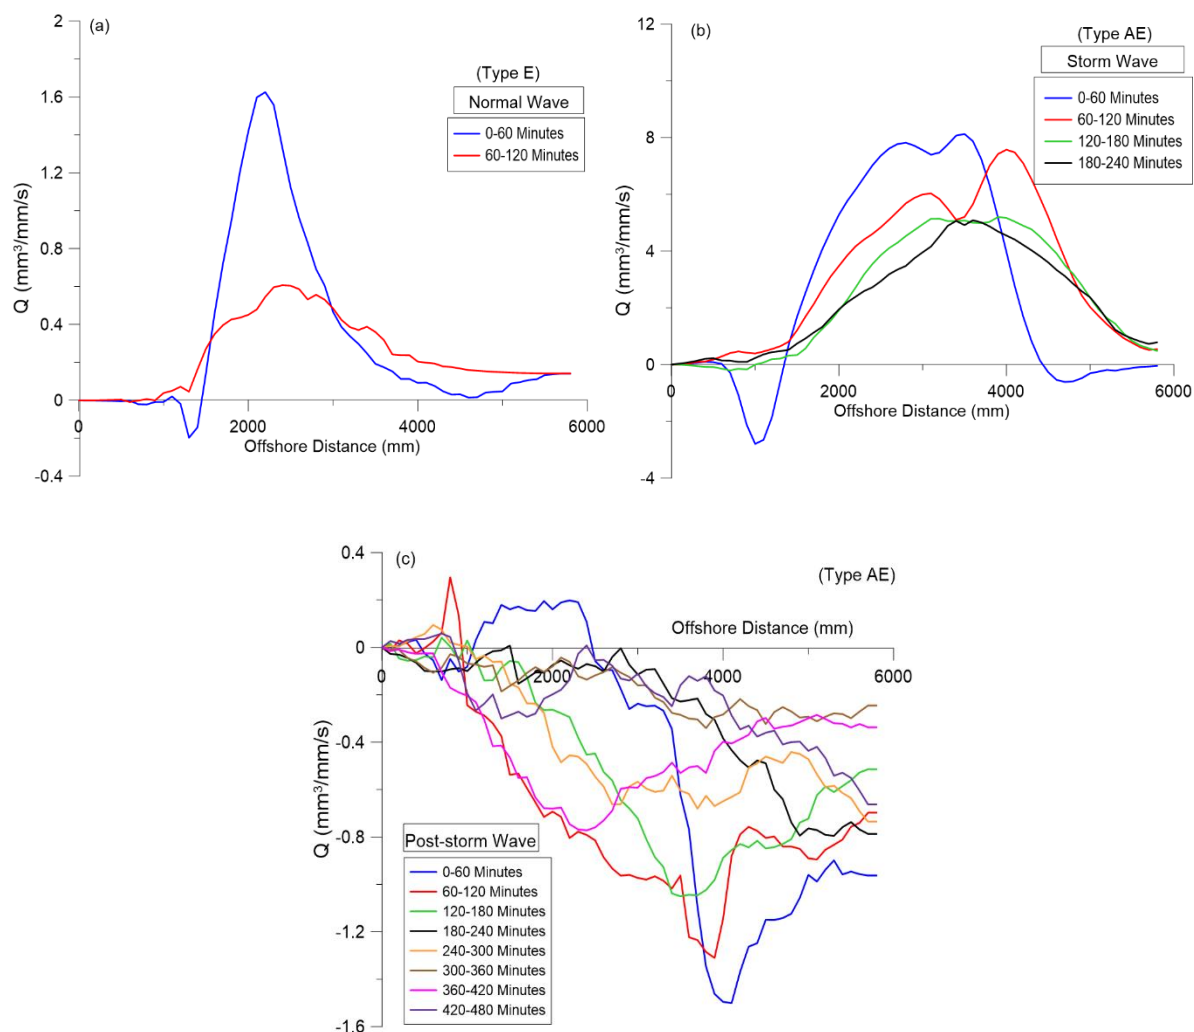 (a)
2
1.6
1.2
0.8
0.4
0
-0.4
Q (mm³/mm/s)
(Type E)
Normal Wave
0-60 Minutes
60-120 Minutes
0 2000 4000 6000
Offshore Distance (mm)
(b)
12
8
4
0
-4
Q (mm³/mm/s)
(Type AE)
Storm Wave
0-60 Minutes
60-120 Minutes
120-180 Minutes
180-240 Minutes
0 2000 4000 6000
Offshore Distance (mm)
(c)
0.4
0
-0.4
-0.8
-1.2
-1.6
Q (mm³/mm/s)
(Type AE)
Offshore Distance (mm)
0 2000 4000 6000
Post-storm Wave
0-60 Minutes
60-120 Minutes
120-180 Minutes
180-240 Minutes
240-300 Minutes
300-360 Minutes
360-420 Minutes
420-480 Minutes